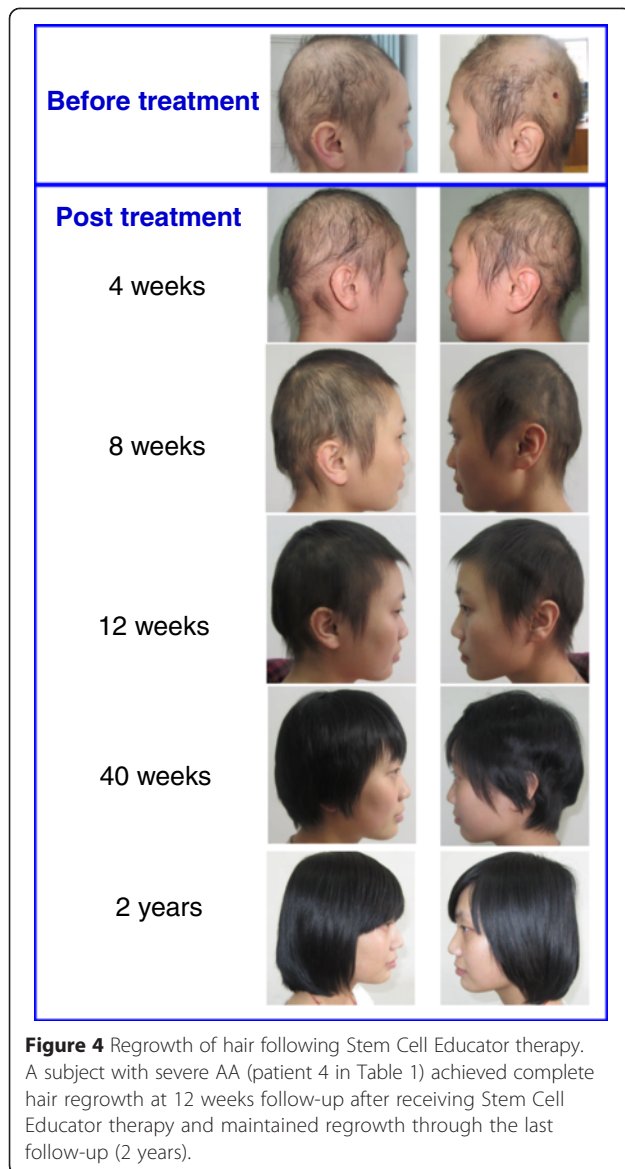 Before treatment
Post treatment
4 weeks
8 weeks
12 weeks
40 weeks
2 years
Figure 4 Regrowth of hair following Stem Cell Educator therapy.
A subject with severe AA (patient 4 in Table 1) achieved complete
hair regrowth at 12 weeks follow-up after receiving Stem Cell
Educator therapy and maintained regrowth through the last
follow-up (2 years).